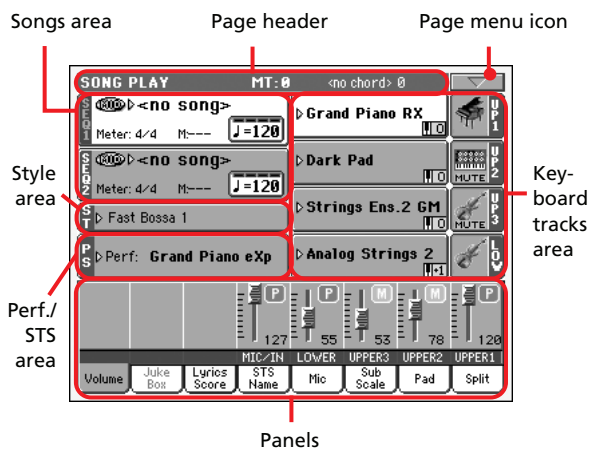 Songs area
Page header
Page menu icon
SONG PLAY MT:0 <no chord> 0
SEQ1
<no song>
Meter: 4/4 M:--- ♩=120
SEQ2
<no song>
Meter: 4/4 M:--- ♩=120
Style area
ST
Fast Bossa 1
Perf./STS area
PS
Perf: Grand Piano eXp
Grand Piano RX
0
UP1
Dark Pad
0
MUTE
UP2
Strings Ens.2 GM
0
MUTE
UP3
Analog Strings 2
+1
LOW
Key-
board
tracks
area
P P M M P
127 55 53 78 120
MIC/IN LOWER UPPER3 UPPER2 UPPER1
Volume
Juke Box
Lyrics Score
STS Name
Mic
Sub Scale
Pad
Split
Panels